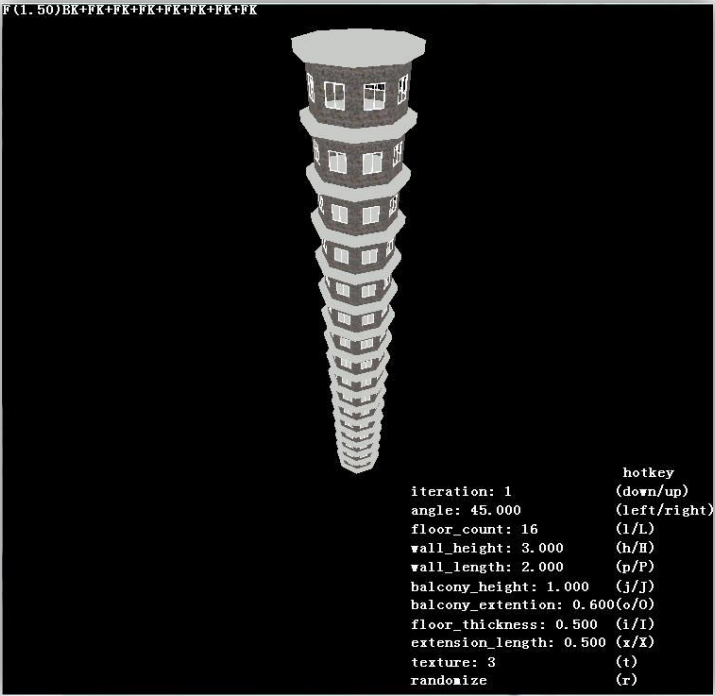 F(1.50)BK+FK+FK+FK+FK+FK+FK+FK
hotkey
iteration: 1 (down/up)
angle: 45.000 (left/right)
floor_count: 16 (l/L)
wall_height: 3.000 (h/H)
wall_length: 2.000 (p/P)
balcony_height: 1.000 (j/J)
balcony_extention: 0.600(o/O)
floor_thickness: 0.500 (i/I)
extension_length: 0.500 (x/X)
texture: 3 (t)
randomize (r)